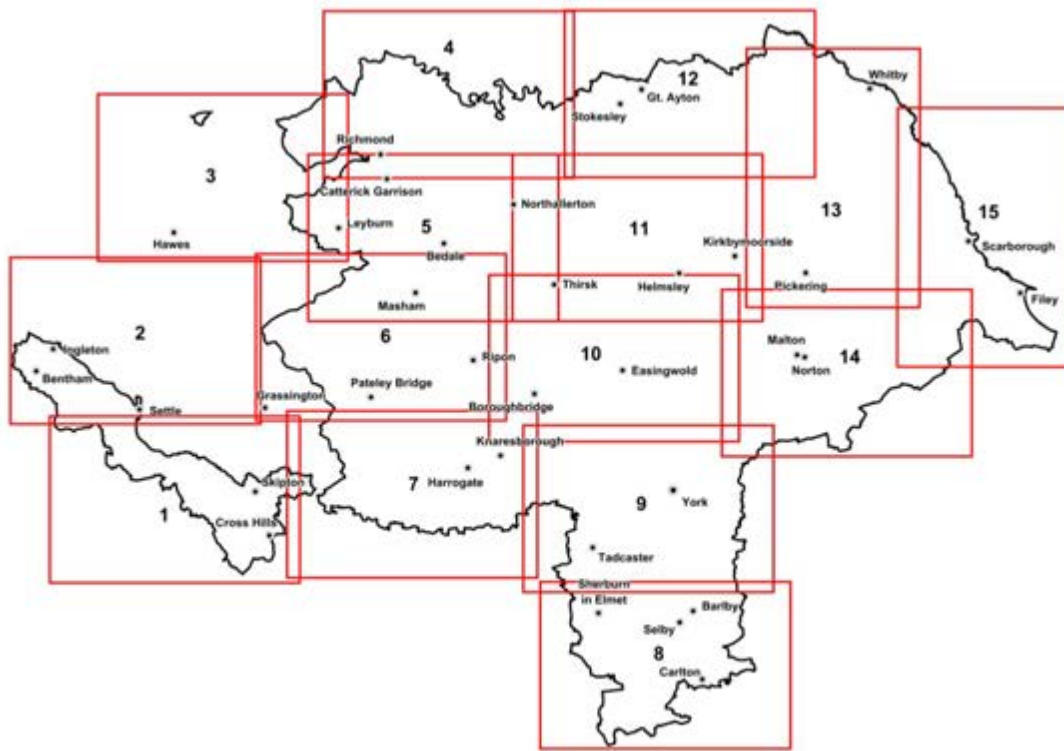 4
12
Whitby
Gt. Ayton
Stokesley
Richmond
3
Catterick Garrison
Northallerton
13
15
Leyburn
5
11
Kirkbymoorside
Hawes
Bedale
Scarborough
Thirsk
Helmsley
Pickering
Masham
Filey
2
6
Ingleton
Ripon
10
Malton
14
Bentham
Easingwold
Norton
Pateley Bridge
Grassington
n
Settle
Boroughbridge
Knaresborough
Skipton
7
Harrogate
9
York
1
Cross Hills
Tadcaster
Sherburn
in Elmet
Barlby
Selby
8
Carlton